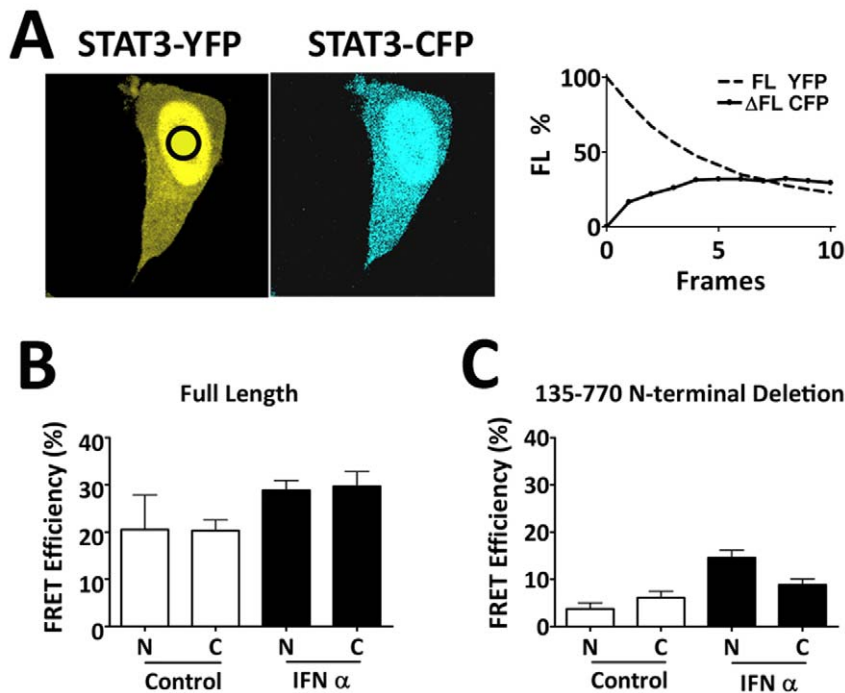 A
STAT3-YFP
STAT3-CFP
FL %
100
50
0
FL YFP
ΔFL CFP
0 5 10
Frames
B
Full Length
FRET Efficiency (%)
40
30
20
10
0
N C N C
Control IFN α
C
135-770 N-terminal Deletion
FRET Efficiency (%)
40
30
20
10
0
N C N C
Control IFN α